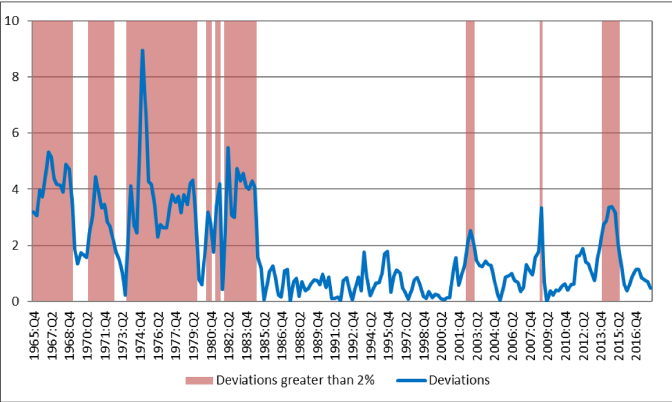 10
8
6
4
2
0
1965:Q4
1967:Q2
1968:Q4
1970:Q2
1971:Q4
1973:Q2
1974:Q4
1976:Q2
1977:Q4
1979:Q2
1980:Q4
1982:Q2
1983:Q4
1985:Q2
1986:Q4
1988:Q2
1989:Q4
1991:Q2
1992:Q4
1994:Q2
1995:Q4
1997:Q2
1998:Q4
2000:Q2
2001:Q4
2003:Q2
2004:Q4
2006:Q2
2007:Q4
2009:Q2
2010:Q4
2012:Q2
2013:Q4
2015:Q2
2016:Q4
Deviations greater than 2%
Deviations